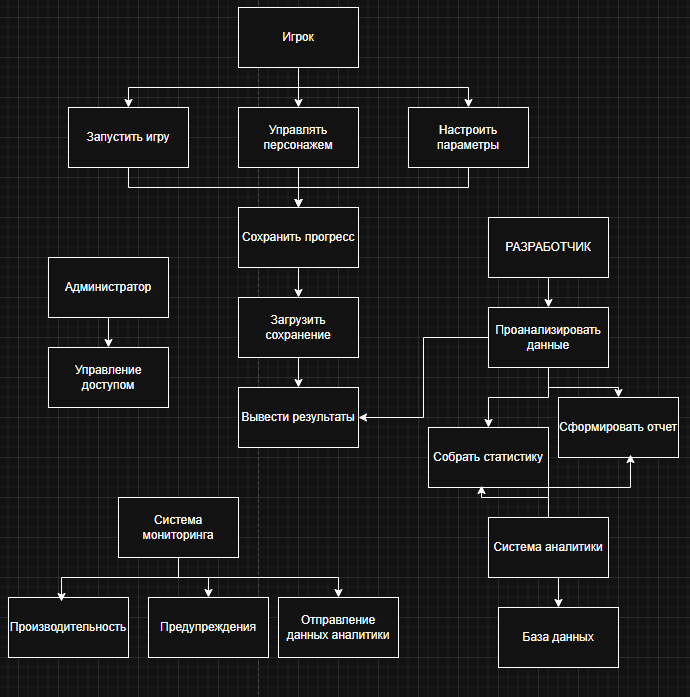 Игрок
Запустить игру
Управлять
персонажем
Настроить
параметры
Сохранить прогресс
РАЗРАБОТЧИК
Администратор
Загрузить
сохранение
Проанализировать
данные
Управление
доступом
Вывести результаты
Сформировать отчет
Собрать статистику
Система
мониторинга
Система аналитики
Производительность
Предупреждения
Отправление
данных аналитики
База данных